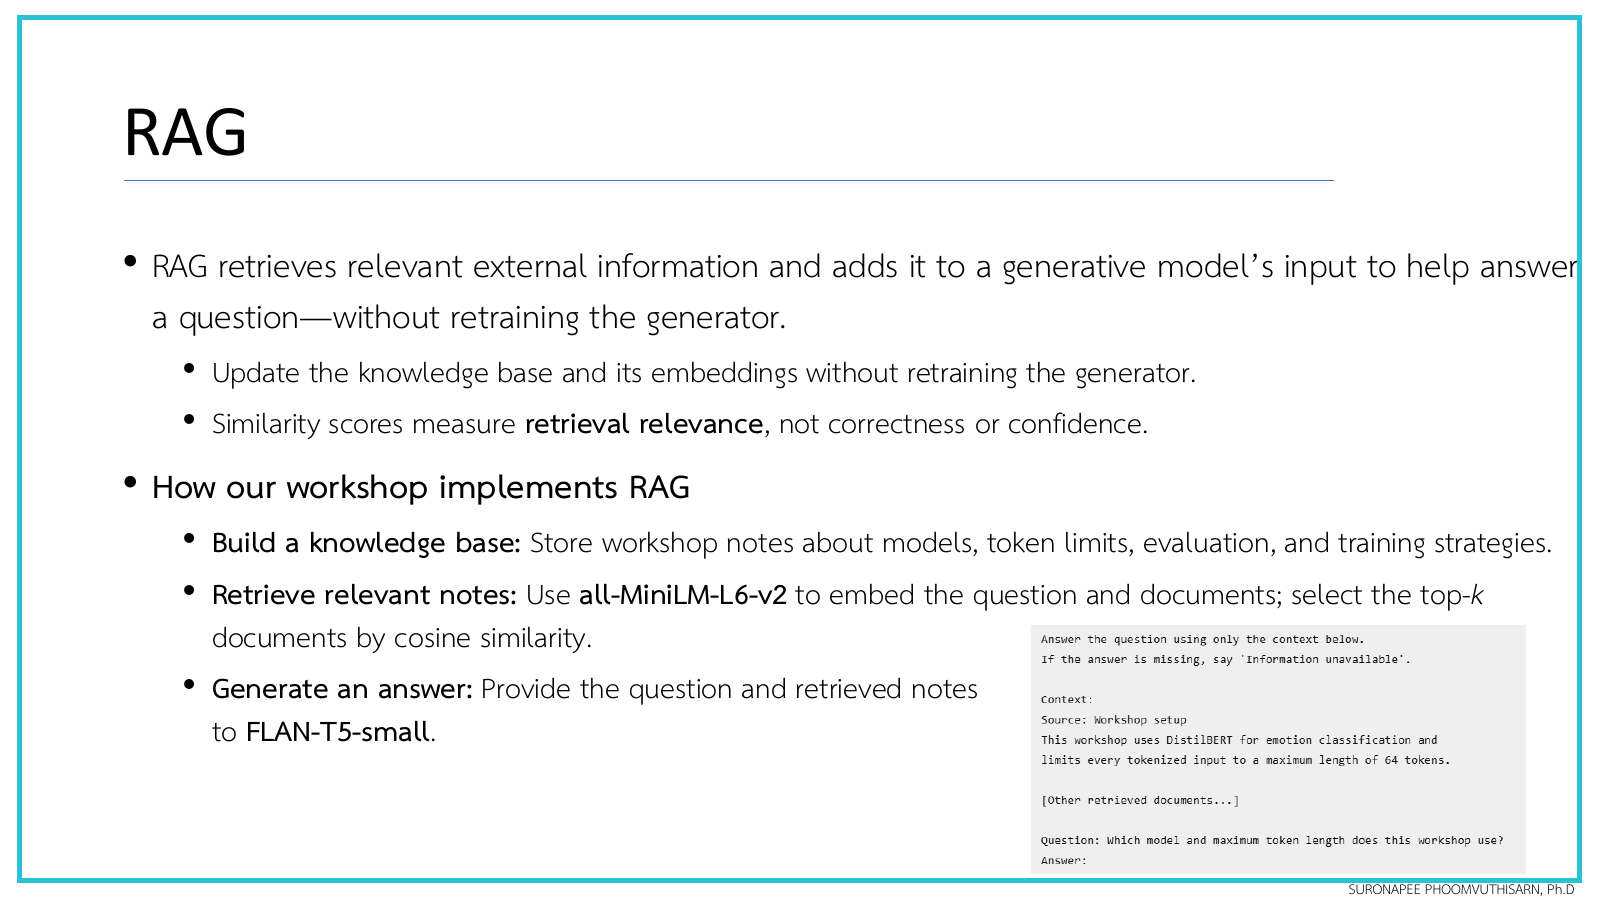 RAG
• RAG retrieves relevant external information and adds it to a generative model’s input to help answer
a question—without retraining the generator.
• Update the knowledge base and its embeddings without retraining the generator.
• Similarity scores measure retrieval relevance, not correctness or confidence.
• How our workshop implements RAG
• Build a knowledge base: Store workshop notes about models, token limits, evaluation, and training strategies.
• Retrieve relevant notes: Use all-MiniLM-L6-v2 to embed the question and documents; select the top-k
documents by cosine similarity.
• Generate an answer: Provide the question and retrieved notes
to FLAN-T5-small.
Answer the question using only the context below.
If the answer is missing, say 'Information unavailable'.
Context:
Source: Workshop setup
This workshop uses DistilBERT for emotion classification and
limits every tokenized input to a maximum length of 64 tokens.
[Other retrieved documents...]
Question: Which model and maximum token length does this workshop use?
Answer:
SURONAPEE PHOOMVUTHISARN, Ph.D